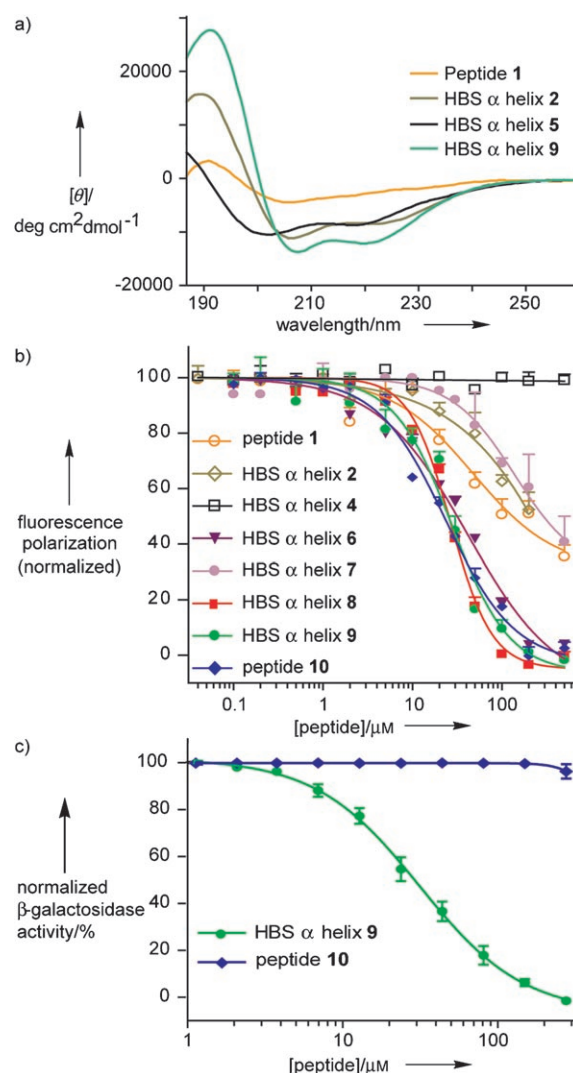 a)
20000
0
-20000
[θ]/
deg cm2dmol-1
Peptide 1
HBS α helix 2
HBS α helix 5
HBS α helix 9
190
210
230
250
wavelength/nm
b)
100
80
60
40
20
0
fluorescence
polarization
(normalized)
peptide 1
HBS α helix 2
HBS α helix 4
HBS α helix 6
HBS α helix 7
HBS α helix 8
HBS α helix 9
peptide 10
0.1
1
10
100
[peptide]/μM
c)
100
80
60
40
20
0
normalized
β-galactosidase
activity/%
HBS α helix 9
peptide 10
1
10
100
[peptide]/μM